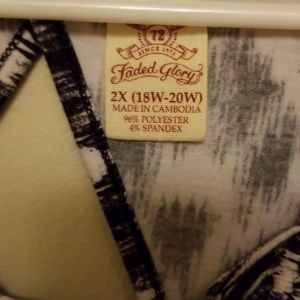 72
SINCE 1972
Faded Glory
2X (18W-20W)
MADE IN CAMBODIA
96% POLYESTER
4% SPANDEX